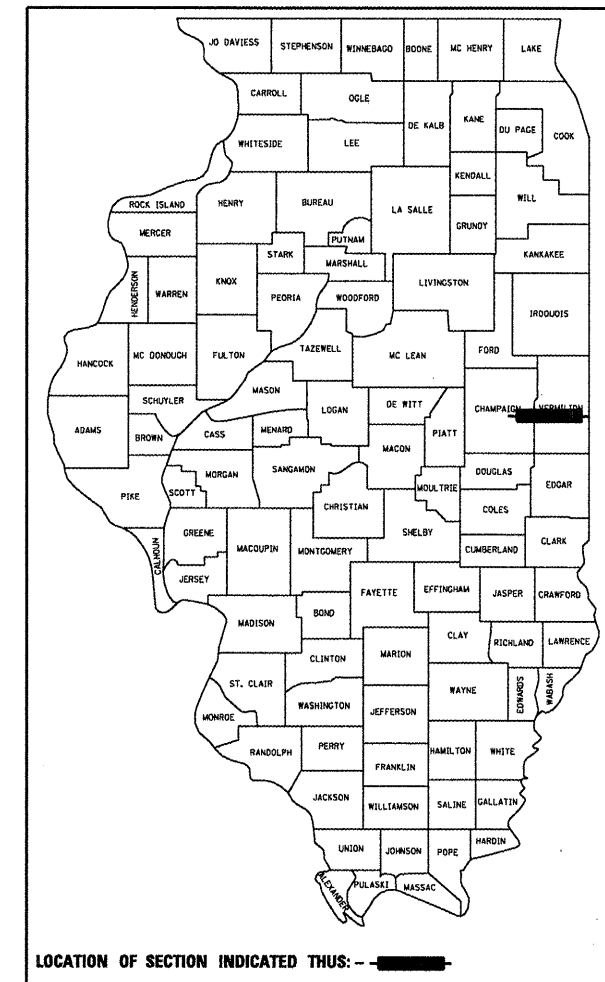 JO DAVIESS STEPHENSON WINNEBAGO BOONE MC HENRY LAKE
CARROLL OGLE DE KALB KANE DU PAGE COOK
WHITESIDE LEE
KENDALL WILL
ROCK ISLAND HENRY BUREAU LA SALLE GRUNDY
MERCER PUTNAM
STARK MARSHALL KANKAKEE
HENDERSON WARREN KNOX PEORIA WOODFORD LIVINGSTON
IROQUOIS
HANCOCK MC DONOUGH FULTON TAZEWELL MC LEAN FORD
MASON
SCHUYLER LOGAN DE WITT CHAMPAIGN VERMILION
ADAMS BROWN CASS MENARD MACON PIATT
MORGAN SANGAMON MOULTRIE DOUGLAS EDGAR
PIKE SCOTT CHRISTIAN COLES
GREENE MACOUPIN MONTGOMERY SHELBY CUMBERLAND CLARK
CALHOUN JERSEY
FAYETTE EFFINGHAM JASPER CRAWFORD
MADISON BOND
CLAY RICHLAND LAWRENCE
CLINTON MARION
ST. CLAIR WAYNE EDWARDS WABASH
WASHINGTON JEFFERSON
MONROE
RANDOLPH PERRY HAMILTON WHITE
FRANKLIN
JACKSON WILLIAMSON SALINE GALLATIN
UNION JOHNSON POPE HARDIN
ALEXANDER PULASKI MASSAC
LOCATION OF SECTION INDICATED THUS: -